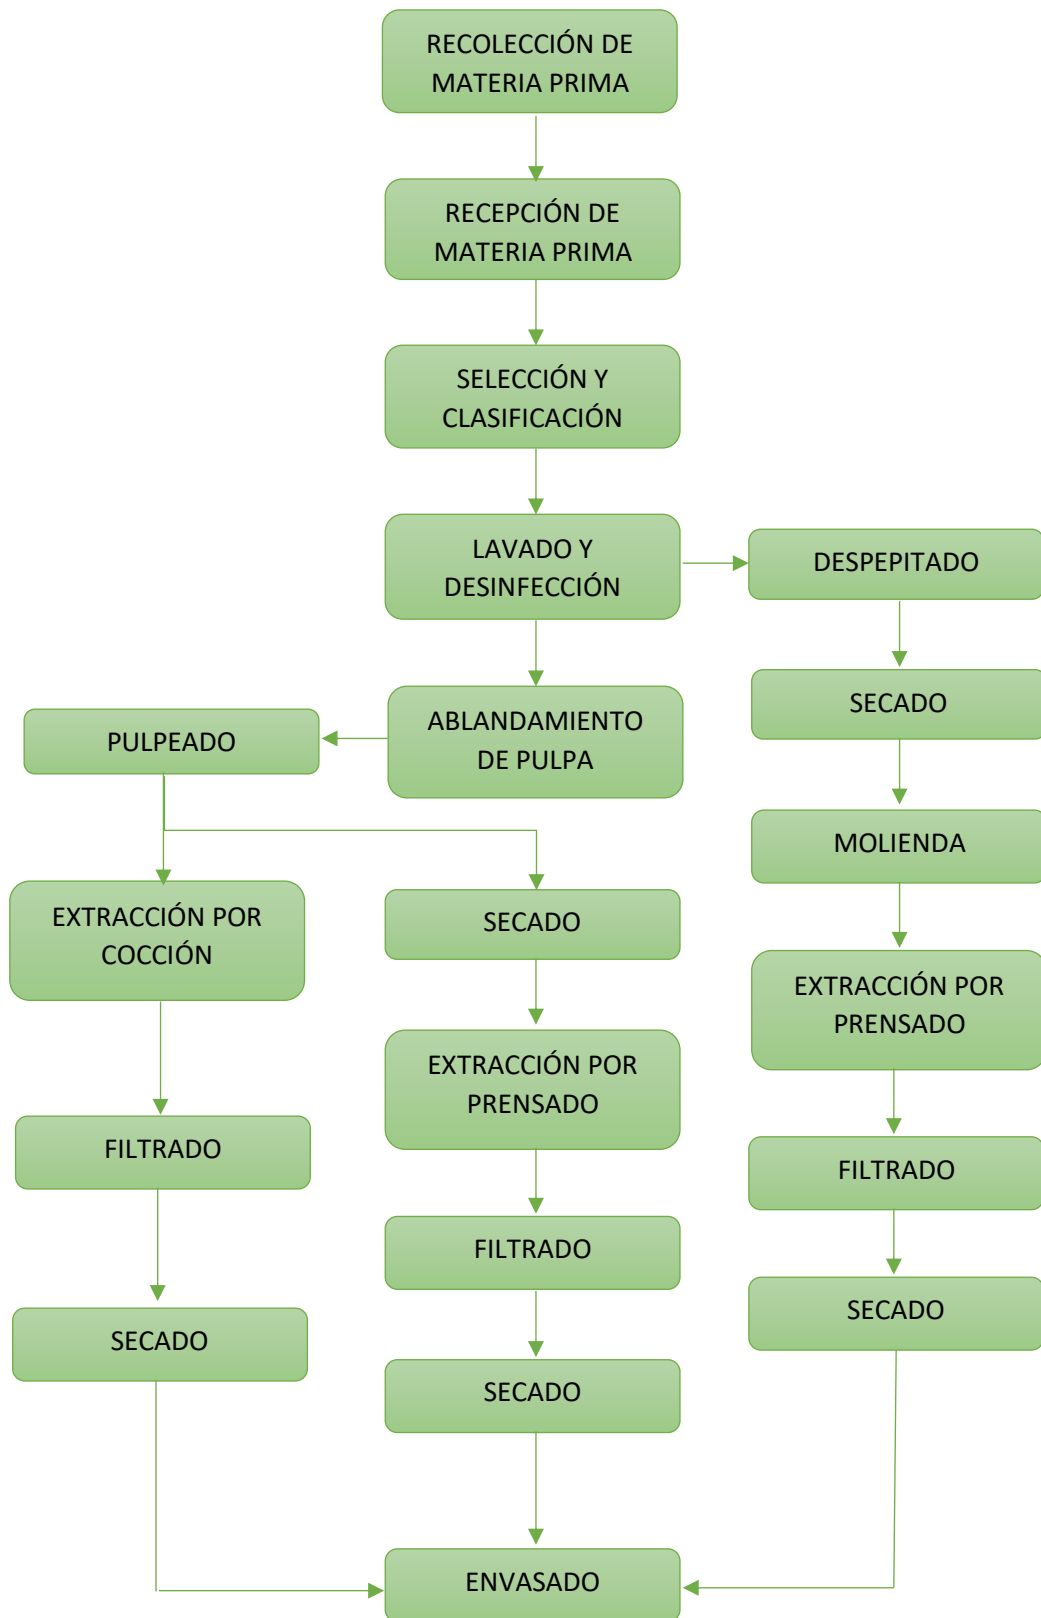 RECOLECCIÓN DE
MATERIA PRIMA
RECEPCIÓN DE
MATERIA PRIMA
SELECCIÓN Y
CLASIFICACIÓN
LAVADO Y
DESINFECCIÓN
DESPEPITADO
SECADO
ABLANDAMIENTO
DE PULPA
PULPEADO
MOLIENDA
EXTRACCIÓN POR
COCCIÓN
SECADO
EXTRACCIÓN POR
PRENSADO
EXTRACCIÓN POR
PRENSADO
FILTRADO
FILTRADO
FILTRADO
SECADO
SECADO
SECADO
ENVASADO